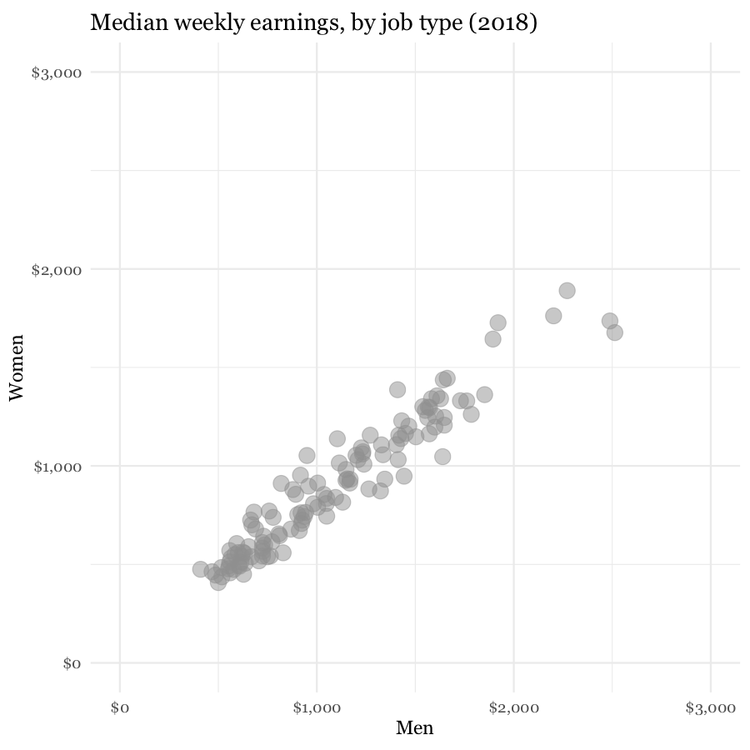 Median weekly earnings, by job type (2018)
$3,000
$2,000
Women
$1,000
$0
$0 $1,000 $2,000 $3,000
Men